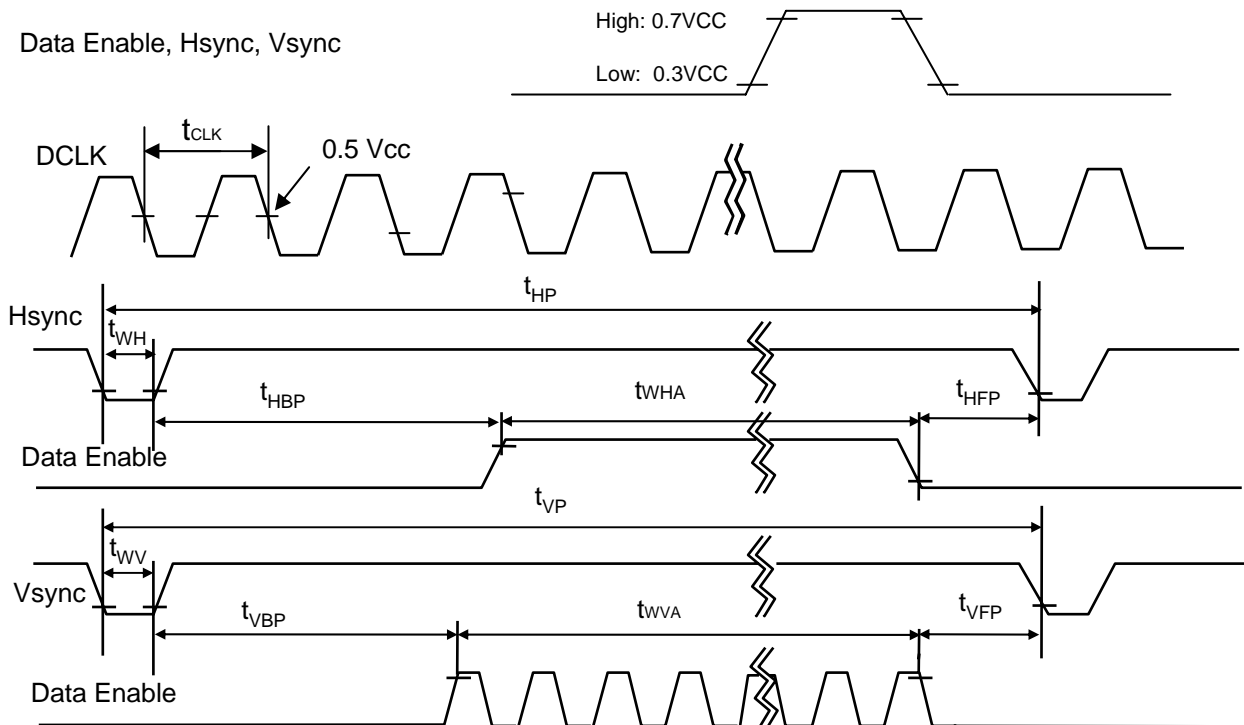 High: 0.7VCC
Data Enable, Hsync, Vsync
Low: 0.3VCC
tCLK
DCLK
0.5 Vcc
tHP
Hsync
tWH
tHBP
tWHA
tHFP
Data Enable
tVP
tWV
Vsync
tVBP
tWVA
tVFP
Data Enable